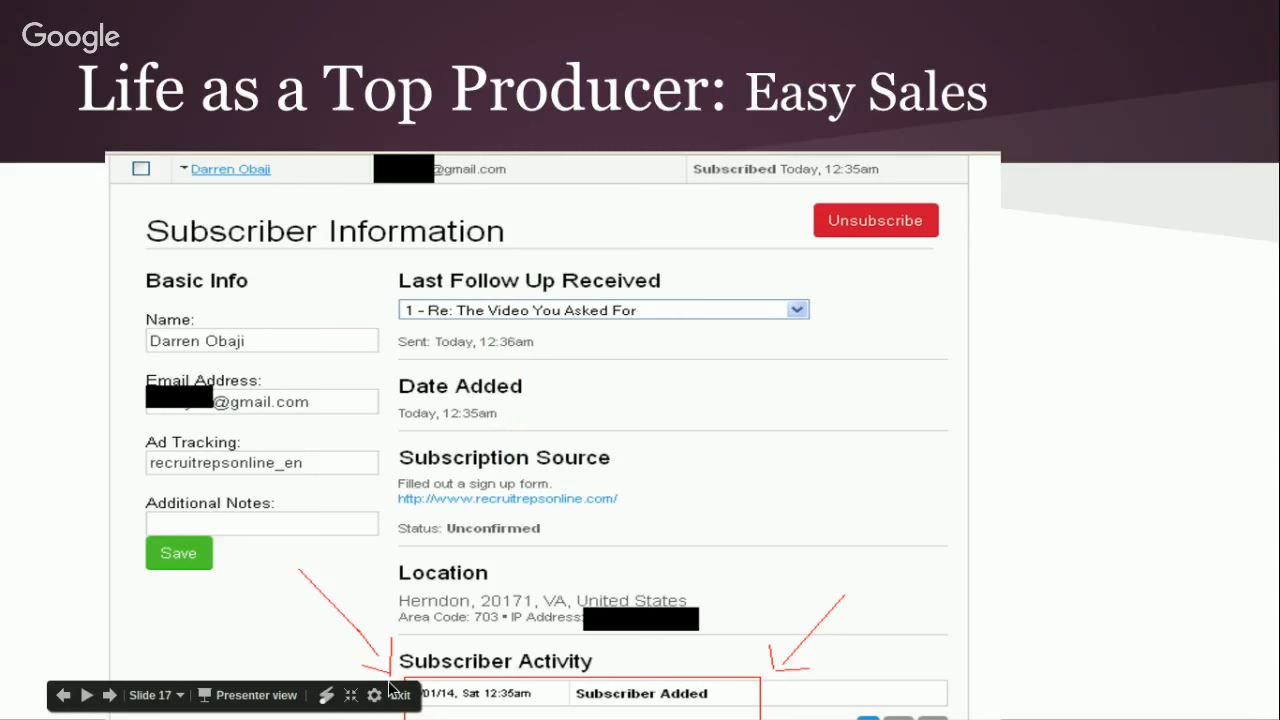 Google
Life as a Top Producer: Easy Sales
Darren Obaji @gmail.com Subscribed Today, 12:35am
Subscriber Information Unsubscribe
Basic Info
Name:
Darren Obaji
Email Address:
@gmail.com
Ad Tracking:
recruitrepsonline_en
Additional Notes:
Save
Last Follow Up Received
1 - Re: The Video You Asked For
Sent: Today, 12:36am
Date Added
Today, 12:35am
Subscription Source
Filled out a sign up form.
http://www.recruitrepsonline.com/
Status: Unconfirmed
Location
Herndon, 20171, VA, United States
Area Code: 703 • IP Address:
Subscriber Activity
/01/14, Sat 12:35am Subscriber Added
Slide 17 Presenter view Exit